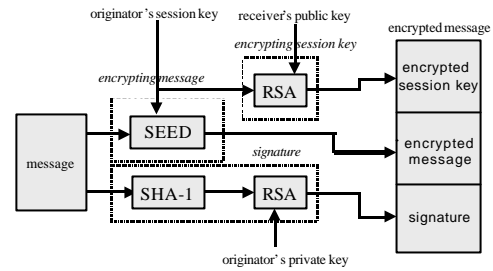 originator's session key
receiver's public key
encrypted message
encrypting session key
encrypting message
RSA
encrypted
session key
SEED
message
encrypted
message
signature
SHA-1
RSA
signature
originator's private key